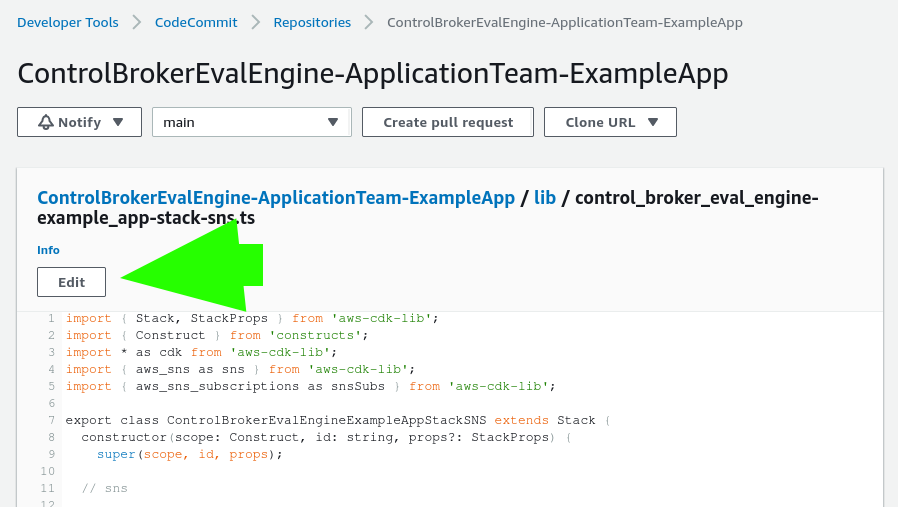 Developer Tools > CodeCommit > Repositories > ControlBrokerEvalEngine-ApplicationTeam-ExampleApp
ControlBrokerEvalEngine-ApplicationTeam-ExampleApp
Notify ▼ main ▼ Create pull request Clone URL ▼
ControlBrokerEvalEngine-ApplicationTeam-ExampleApp / lib / control_broker_eval_engine-
example_app-stack-sns.ts
Info
Edit
1 import { Stack, StackProps } from 'aws-cdk-lib';
2 import { Construct } from 'constructs';
3 import * as cdk from 'aws-cdk-lib';
4 import { aws_sns as sns } from 'aws-cdk-lib';
5 import { aws_sns_subscriptions as snsSubs } from 'aws-cdk-lib';
6
7 export class ControlBrokerEvalEngineExampleAppStackSNS extends Stack {
8 constructor(scope: Construct, id: string, props?: StackProps) {
9 super(scope, id, props);
10
11 // sns
12